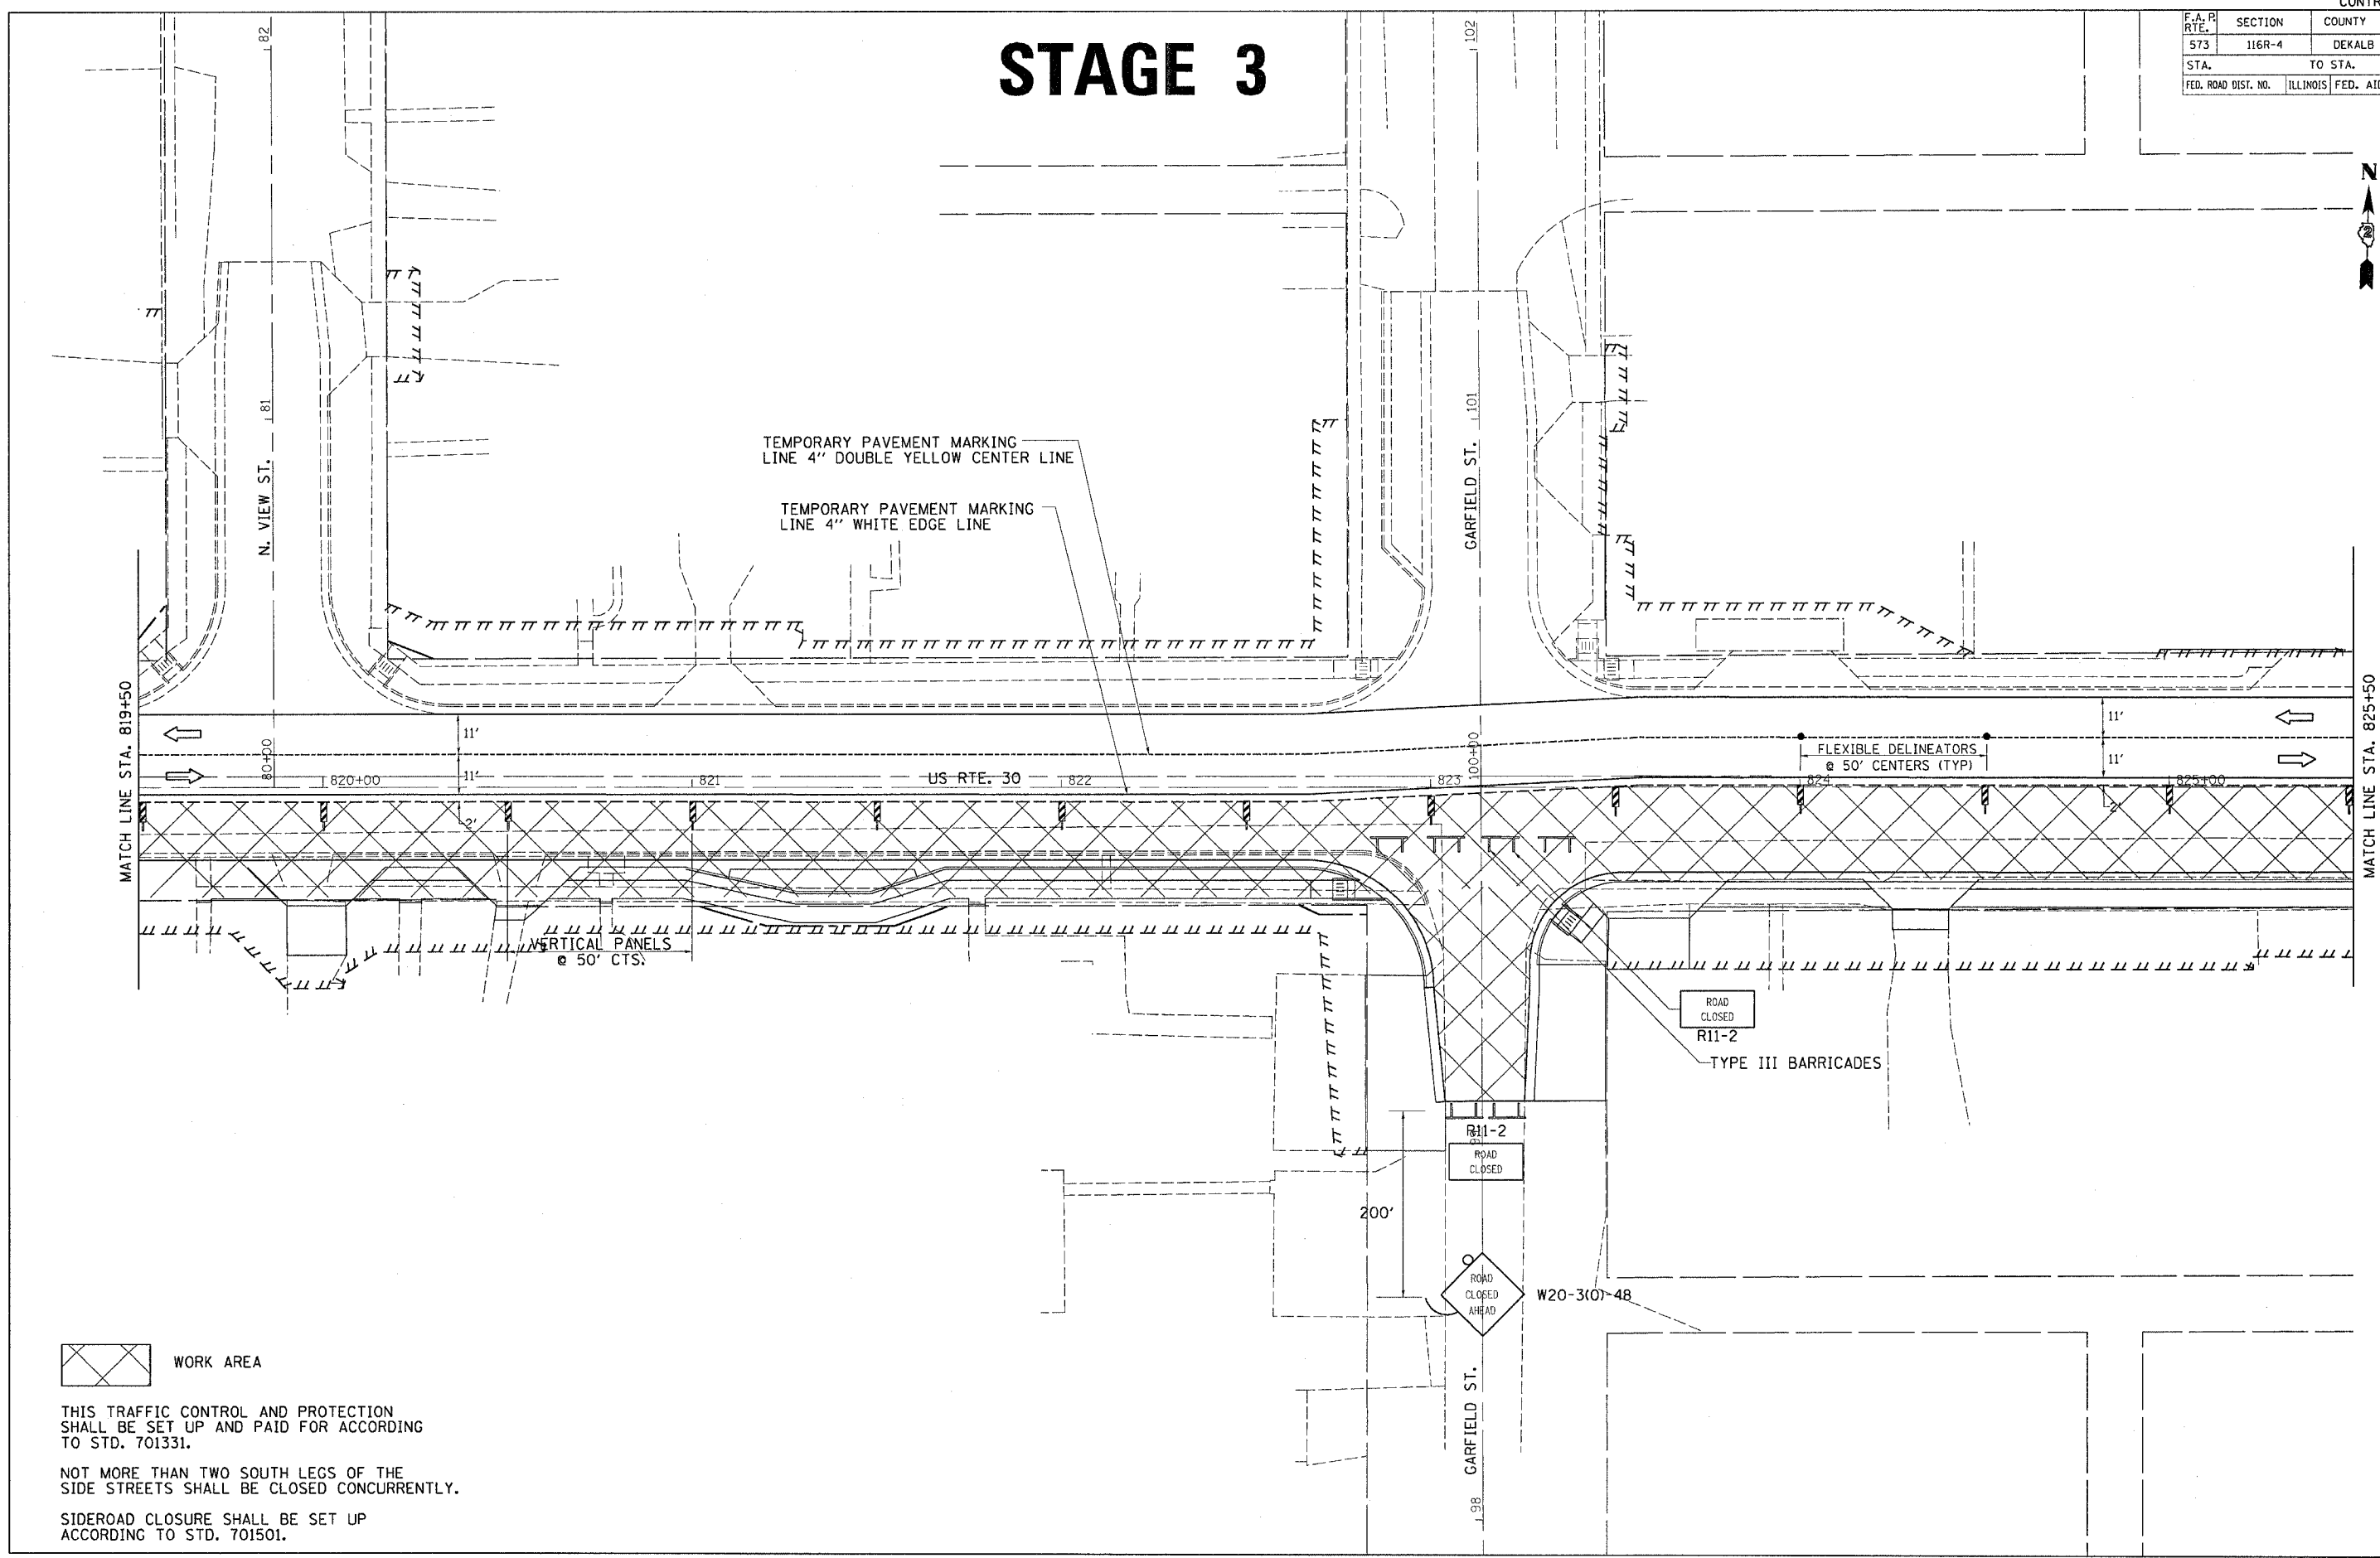 CONTR
F.A.P. RTE. SECTION COUNTY
573 116R-4 DEKALB
STA. TO STA.
FED. ROAD DIST. NO. ILLINOIS FED. AID
STAGE 3
N
2
82
102
81
101
N. VIEW ST.
GARFIELD ST.
TEMPORARY PAVEMENT MARKING
LINE 4" DOUBLE YELLOW CENTER LINE
TEMPORARY PAVEMENT MARKING
LINE 4" WHITE EDGE LINE
MATCH LINE STA. 819+50
MATCH LINE STA. 825+50
11'
11'
11'
11'
80+00
100+00
FLEXIBLE DELINEATORS
@ 50' CENTERS (TYP)
820+00
821
US RTE. 30
822
823
824
825+00
2'
2'
VERTICAL PANELS
@ 50' CTS.
ROAD
CLOSED
R11-2
TYPE III BARRICADES
R11-2
ROAD
CLOSED
200'
ROAD
CLOSED
AHEAD
W20-3(O)-48
GARFIELD ST.
98
WORK AREA
THIS TRAFFIC CONTROL AND PROTECTION
SHALL BE SET UP AND PAID FOR ACCORDING
TO STD. 701331.
NOT MORE THAN TWO SOUTH LEGS OF THE
SIDE STREETS SHALL BE CLOSED CONCURRENTLY.
SIDEROAD CLOSURE SHALL BE SET UP
ACCORDING TO STD. 701501.